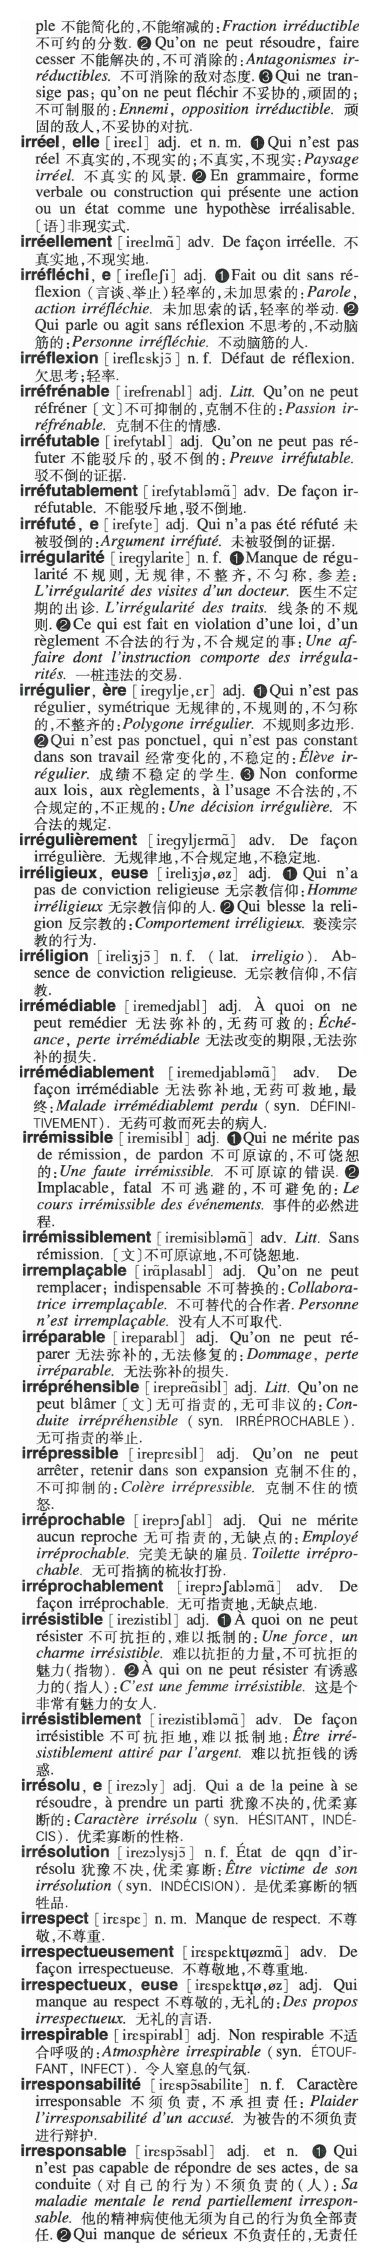 ple 不能简化的,不能缩减的:Fraction irréductible
不可约的分数. ❷ Qu'on ne peut résoudre, faire
cesser 不能解决的,不可消除的:Antagonismes ir-
réductibles. 不可消除的敌对态度. ❸ Qui ne tran-
sige pas; qu'on ne peut fléchir 不妥协的,顽固的;
不可制服的:Ennemi, opposition irréductible. 顽
固的敌人,不妥协的对抗.
irréel, elle [ireɛl] adj. et n. m. ❶ Qui n'est pas
réel 不真实的,不现实的;不真实,不现实:Paysage
irréel. 不真实的风景. ❷ En grammaire, forme
verbale ou construction qui présente une action
ou un état comme une hypothèse irréalisable.
〔语〕非现实式.
irréellement [ireɛlmɑ̃] adv. De façon irréelle. 不
真实地,不现实地.
irréfléchi, e [irefleʃi] adj. ❶ Fait ou dit sans ré-
flexion (言谈、举止)轻率的,未加思索的:Parole,
action irréfléchie. 未加思索的话,轻率的举动. ❷
Qui parle ou agit sans réflexion 不思考的,不动脑
筋的:Personne irréfléchie. 不动脑筋的人.
irréflexion [ireflɛksjɔ̃] n. f. Défaut de réflexion.
欠思考;轻率.
irréfrénable [irefrenabl] adj. Litt. Qu'on ne peut
réfréner〔文〕不可抑制的,克制不住的:Passion ir-
réfrénable. 克制不住的情感.
irréfutable [irefytabl] adj. Qu'on ne peut pas ré-
futer 不能驳斥的,驳不倒的:Preuve irréfutable.
驳不倒的证据.
irréfutablement [irefytabləmɑ̃] adv. De façon ir-
réfutable. 不能驳斥地,驳不倒地.
irréfuté, e [irefyte] adj. Qui n'a pas été réfuté 未
被驳倒的:Argument irréfuté. 未被驳倒的证据.
irrégularité [iregylarite] n. f. ❶ Manque de régu-
larité 不规则,无规律,不整齐,不匀称,参差:
L'irrégularité des visites d'un docteur. 医生不定
期的出诊. L'irrégularité des traits. 线条的不规
则. ❷ Ce qui est fait en violation d'une loi, d'un
règlement 不合法的行为,不合规定的事:Une af-
faire dont l'instruction comporte des irrégula-
rités. 一桩违法的交易.
irrégulier, ère [iregylje,ɛr] adj. ❶ Qui n'est pas
régulier, symétrique 无规律的,不规则的,不匀称
的,不整齐的:Polygone irrégulier. 不规则多边形.
❷ Qui n'est pas ponctuel, qui n'est pas constant
dans son travail 经常变化的,不稳定的:Élève ir-
régulier. 成绩不稳定的学生. ❸ Non conforme
aux lois, aux règlements, à l'usage 不合法的,不
合规定的,不正规的:Une décision irrégulière. 不
合法的规定.
irrégulièrement [iregyljɛrmɑ̃] adv. De façon
irrégulière. 无规律地,不合规定地,不稳定地.
irréligieux, euse [ireliʒjø,øz] adj. ❶ Qui n'a
pas de conviction religieuse 无宗教信仰:Homme
irréligieux 无宗教信仰的人. ❷ Qui blesse la reli-
gion 反宗教的:Comportement irréligieux. 亵渎宗
教的行为.
irréligion [ireliʒjɔ̃] n. f. (lat. irreligio). Ab-
sence de conviction religieuse. 无宗教信仰,不信
教.
irrémédiable [iremedjabl] adj. À quoi on ne
peut remédier 无法弥补的,无药可救的:Éché-
ance, perte irrémédiable 无法改变的期限,无法弥
补的损失.
irrémédiablement [iremedjabləmɑ̃] adv. De
façon irrémédiable 无法弥补地,无药可救地,最
终:Malade irrémédiablemt perdu (syn. DÉFINI-
TIVEMENT). 无药可救而死去的病人.
irrémissible [iremisibl] adj. ❶ Qui ne mérite pas
de rémission, de pardon 不可原谅的,不可饶恕
的:Une faute irrémissible. 不可原谅的错误. ❷
Implacable, fatal 不可逃避的,不可避免的:Le
cours irrémissible des événements. 事件的必然进
程.
irrémissiblement [iremisibləmɑ̃] adv. Litt. Sans
rémission.〔文〕不可原谅地,不可饶恕地.
irremplaçable [irɑ̃plasabl] adj. Qu'on ne peut
remplacer; indispensable 不可替换的:Collabora-
trice irremplaçable. 不可替代的合作者. Personne
n'est irremplaçable. 没有人不可取代.
irréparable [ireparabl] adj. Qu'on ne peut ré-
parer 无法弥补的,无法修复的:Dommage, perte
irréparable. 无法弥补的损失.
irrépréhensible [irepreɑ̃sibl] adj. Litt. Qu'on ne
peut blâmer〔文〕无可指责的,无可非议的:Con-
duite irrépréhensible (syn. IRRÉPROCHABLE).
无可指责的举止.
irrépressible [irepresibl] adj. Qu'on ne peut
arrêter, retenir dans son expansion 克制不住的,
不可抑制的:Colère irrépressible. 克制不住的愤
怒.
irréprochable [ireprɔʃabl] adj. Qui ne mérite
aucun reproche 无可指责的,无缺点的:Employé
irréprochable. 完美无缺的雇员. Toilette irrépro-
chable. 无可指摘的梳妆打扮.
irréprochablement [ireprɔʃabləmɑ̃] adv. De
façon irréprochable. 无可指责地,无缺点地.
irrésistible [irezistibl] adj. ❶ À quoi on ne peut
résister 不可抗拒的,难以抵制的:Une force, un
charme irrésistible. 难以抗拒的力量,不可抗拒的
魅力(指物). ❷ À qui on ne peut résister 有诱惑
力的(指人):C'est une femme irrésistible. 这是个
非常有魅力的女人.
irrésistiblement [irezistibləmɑ̃] adv. De façon
irrésistible 不可抗拒地,难以抵制地:Être irré-
sistiblement attiré par l'argent. 难以抗拒钱的诱
惑.
irrésolu, e [irezɔly] adj. Qui a de la peine à se
résoudre, à prendre un parti 犹豫不决的,优柔寡
断的:Caractère irrésolu (syn. HÉSITANT, INDÉ-
CIS). 优柔寡断的性格.
irrésolution [irezɔlysjɔ̃] n. f. État de qqn d'ir-
résolu 犹豫不决,优柔寡断:Être victime de son
irrésolution (syn. INDÉCISION). 是优柔寡断的牺
牲品.
irrespect [irɛspɛ] n. m. Manque de respect. 不尊
敬,不尊重.
irrespectueusement [irɛspɛktɥøzmɑ̃] adv. De
façon irrespectueuse. 不尊敬地,不尊重地.
irrespectueux, euse [irɛspɛktɥø,øz] adj. Qui
manque au respect 不尊敬的,无礼的:Des propos
irrespectueux. 无礼的言语.
irrespirable [irɛspirabl] adj. Non respirable 不适
合呼吸的:Atmosphère irrespirable (syn. ÉTOUF-
FANT, INFECT). 令人窒息的气氛.
irresponsabilité [irɛspɔ̃sabilite] n. f. Caractère
irresponsable 不须负责,不承担责任:Plaider
l'irresponsabilité d'un accusé. 为被告的不须负责
进行辩护.
irresponsable [irɛspɔ̃sabl] adj. et n. ❶ Qui
n'est pas capable de répondre de ses actes, de sa
conduite (对自己的行为)不须负责的(人):Sa
maladie mentale le rend partiellement irrespon-
sable. 他的精神病使他无须为自己的行为负全部责
任. ❷ Qui manque de sérieux 不负责任的,无责任